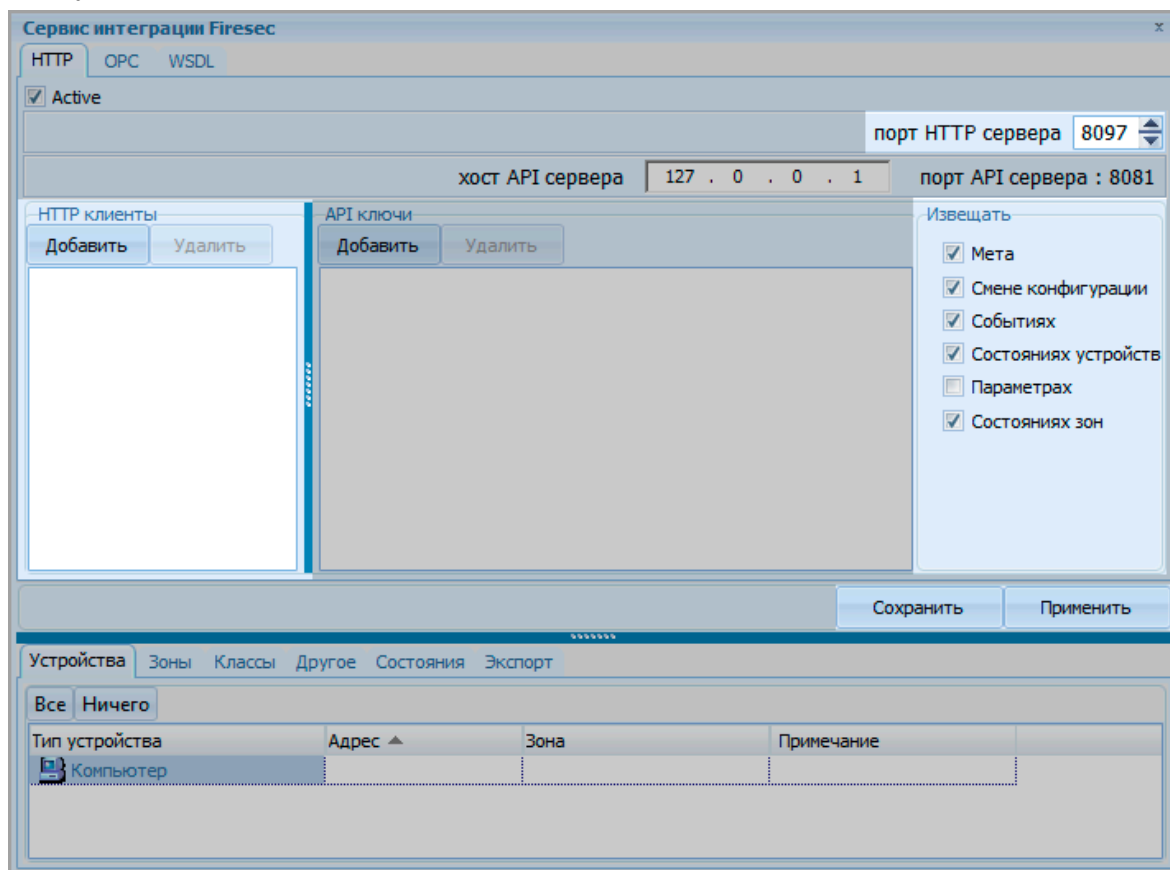 Сервис интеграции Firesec x
HTTP OPC WSDL
Active
порт HTTP сервера 8097
хост API сервера 127 . 0 . 0 . 1 порт API сервера : 8081
HTTP клиенты API ключи Извещать
Добавить Удалить Добавить Удалить
Мета
Смене конфигурации
Событиях
Состояниях устройств
Параметрах
Состояниях зон
Сохранить Применить
Устройства Зоны Классы Другое Состояния Экспорт
Все Ничего
Тип устройства Адрес Зона Примечание
Компьютер